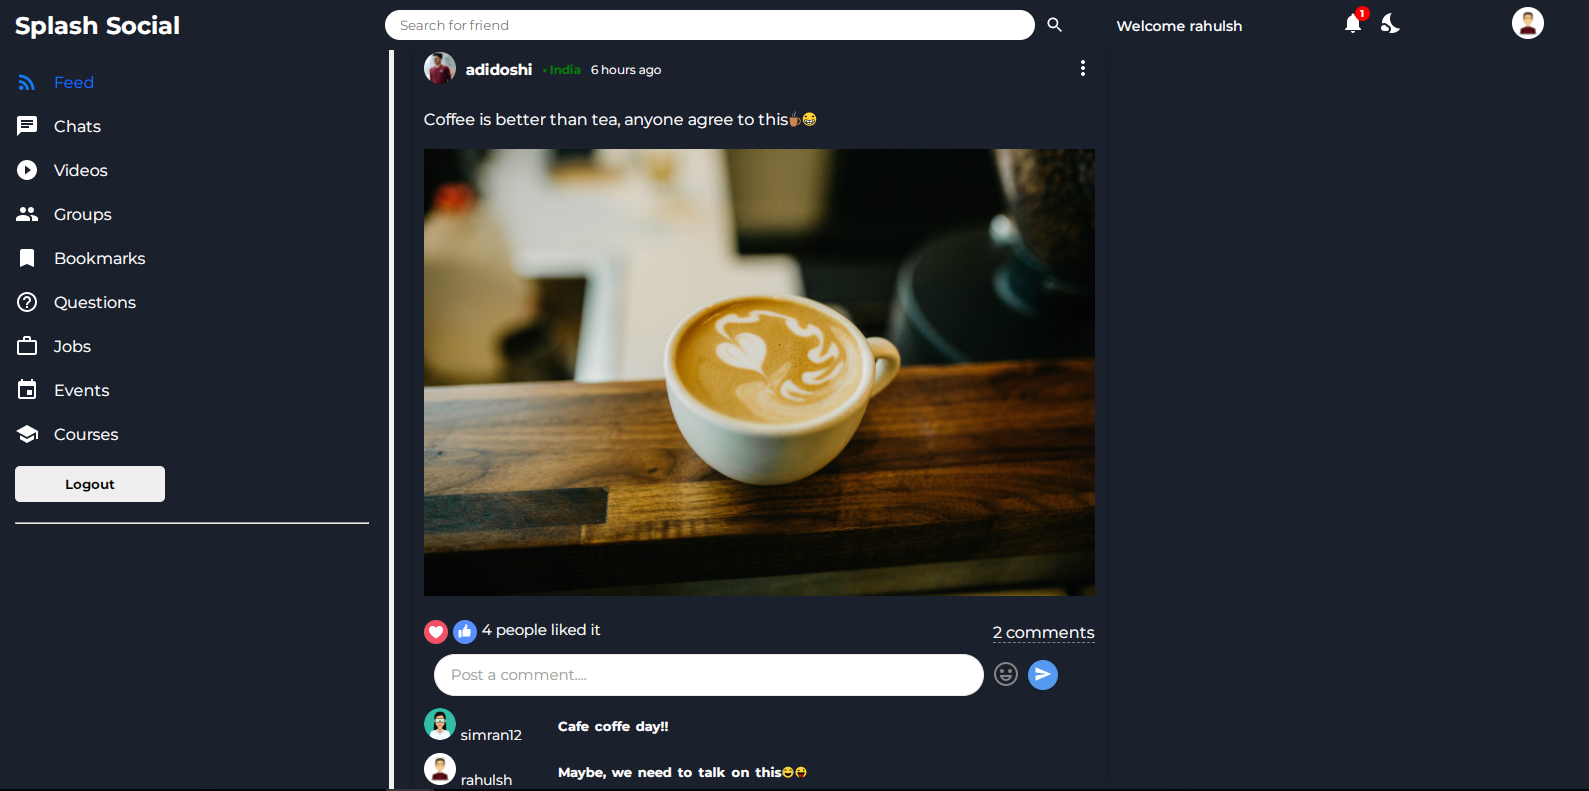 Splash Social
Search for friend
Welcome rahulsh
1
Feed
Chats
Videos
Groups
Bookmarks
Questions
Jobs
Events
Courses
Logout
adidoshi • India 6 hours ago
Coffee is better than tea, anyone agree to this☕😂
4 people liked it
2 comments
Post a comment....
simran12 Cafe coffe day!!
rahulsh Maybe, we need to talk on this😂😜